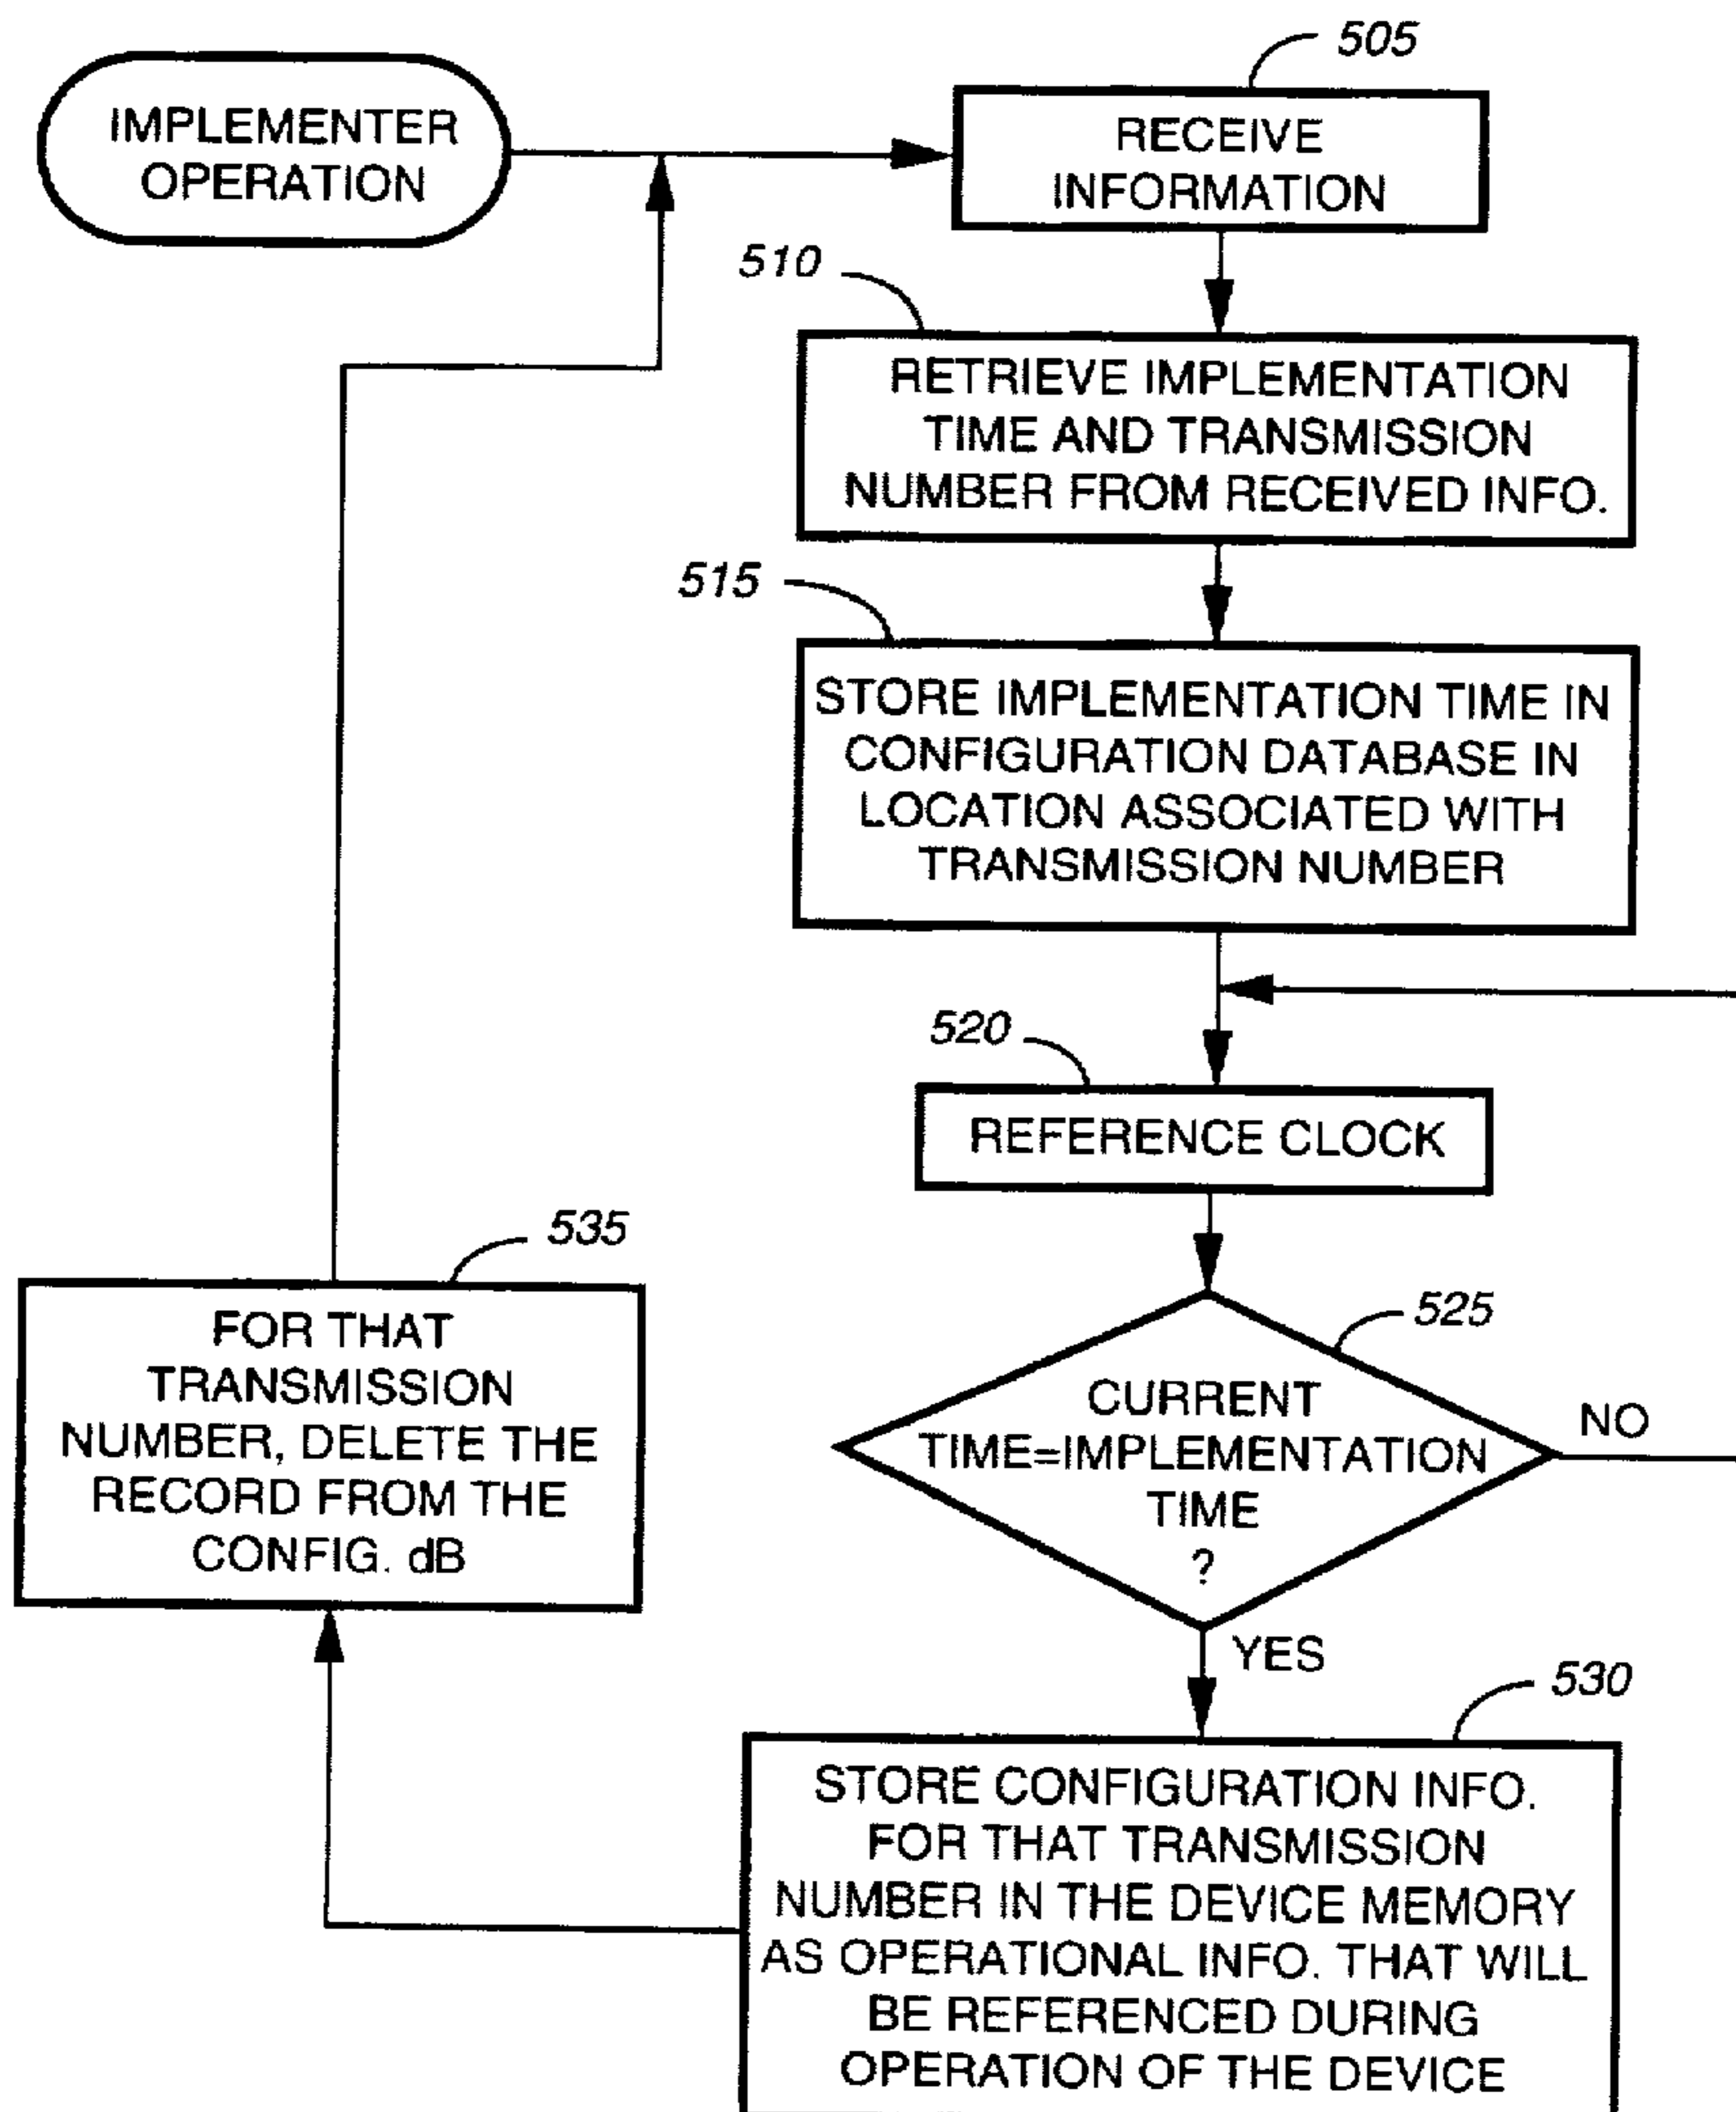 IMPLEMENTER
OPERATION
505
RECEIVE
INFORMATION
510
RETRIEVE IMPLEMENTATION
TIME AND TRANSMISSION
NUMBER FROM RECEIVED INFO.
515
STORE IMPLEMENTATION TIME IN
CONFIGURATION DATABASE IN
LOCATION ASSOCIATED WITH
TRANSMISSION NUMBER
520
REFERENCE CLOCK
525
CURRENT
TIME=IMPLEMENTATION
TIME
?
NO
YES
530
STORE CONFIGURATION INFO.
FOR THAT TRANSMISSION
NUMBER IN THE DEVICE MEMORY
AS OPERATIONAL INFO. THAT WILL
BE REFERENCED DURING
OPERATION OF THE DEVICE
535
FOR THAT
TRANSMISSION
NUMBER, DELETE THE
RECORD FROM THE
CONFIG. dB